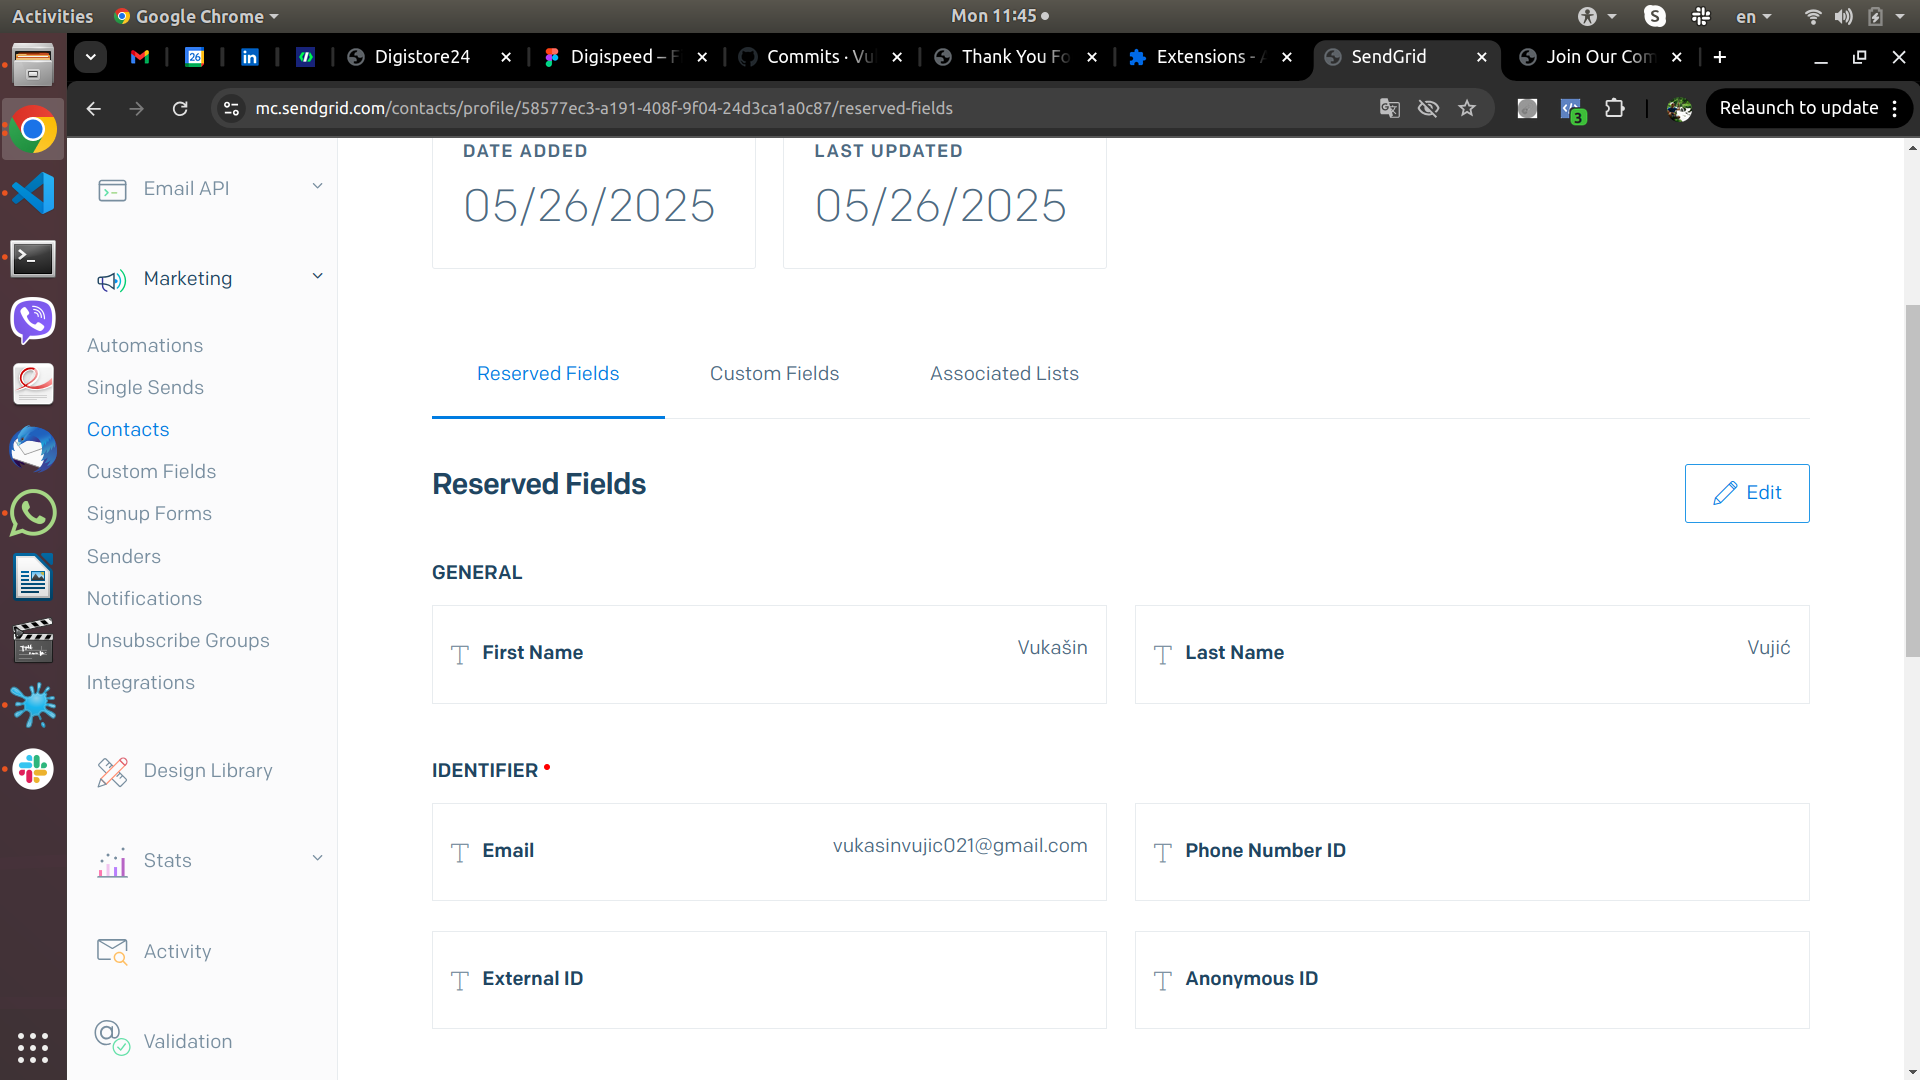 Activities
Google Chrome
Mon 11:45
en
Digistore24
Digispeed – F
Commits · Vu
Thank You Fo
Extensions - A
SendGrid
Join Our Com
mc.sendgrid.com/contacts/profile/58577ec3-a191-408f-9f04-24d3ca1a0c87/reserved-fields
3
Relaunch to update
Email API
Marketing
Automations
Single Sends
Contacts
Custom Fields
Signup Forms
Senders
Notifications
Unsubscribe Groups
Integrations
Design Library
Stats
Activity
Validation
DATE ADDED
05/26/2025
LAST UPDATED
05/26/2025
Reserved Fields
Custom Fields
Associated Lists
Reserved Fields
Edit
GENERAL
First Name
Vukašin
Last Name
Vujić
IDENTIFIER
Email
vukasinvujic021@gmail.com
Phone Number ID
External ID
Anonymous ID